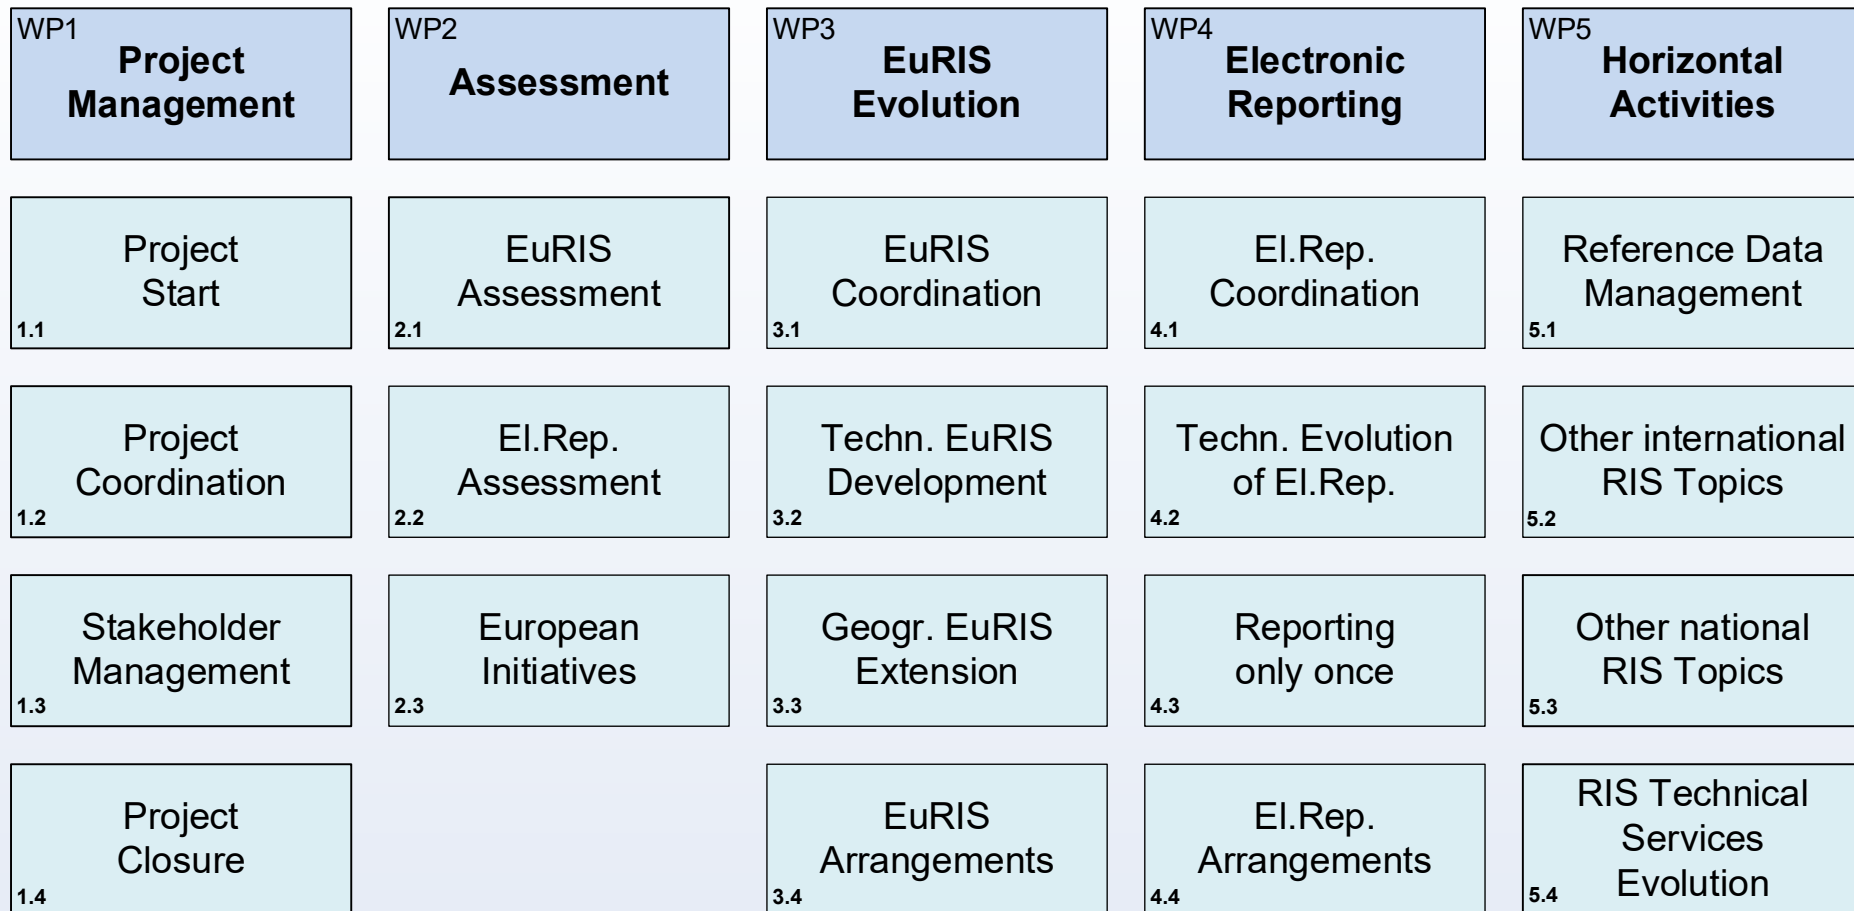 WP1
Project
Management
WP2
Assessment
WP3
EuRIS
Evolution
WP4
Electronic
Reporting
WP5
Horizontal
Activities
Project
Start
1.1
EuRIS
Assessment
2.1
EuRIS
Coordination
3.1
El.Rep.
Coordination
4.1
Reference Data
Management
5.1
Project
Coordination
1.2
El.Rep.
Assessment
2.2
Techn. EuRIS
Development
3.2
Techn. Evolution
of El.Rep.
4.2
Other international
RIS Topics
5.2
Stakeholder
Management
1.3
European
Initiatives
2.3
Geogr. EuRIS
Extension
3.3
Reporting
only once
4.3
Other national
RIS Topics
5.3
Project
Closure
1.4
EuRIS
Arrangements
3.4
El.Rep.
Arrangements
4.4
RIS Technical
Services
Evolution
5.4